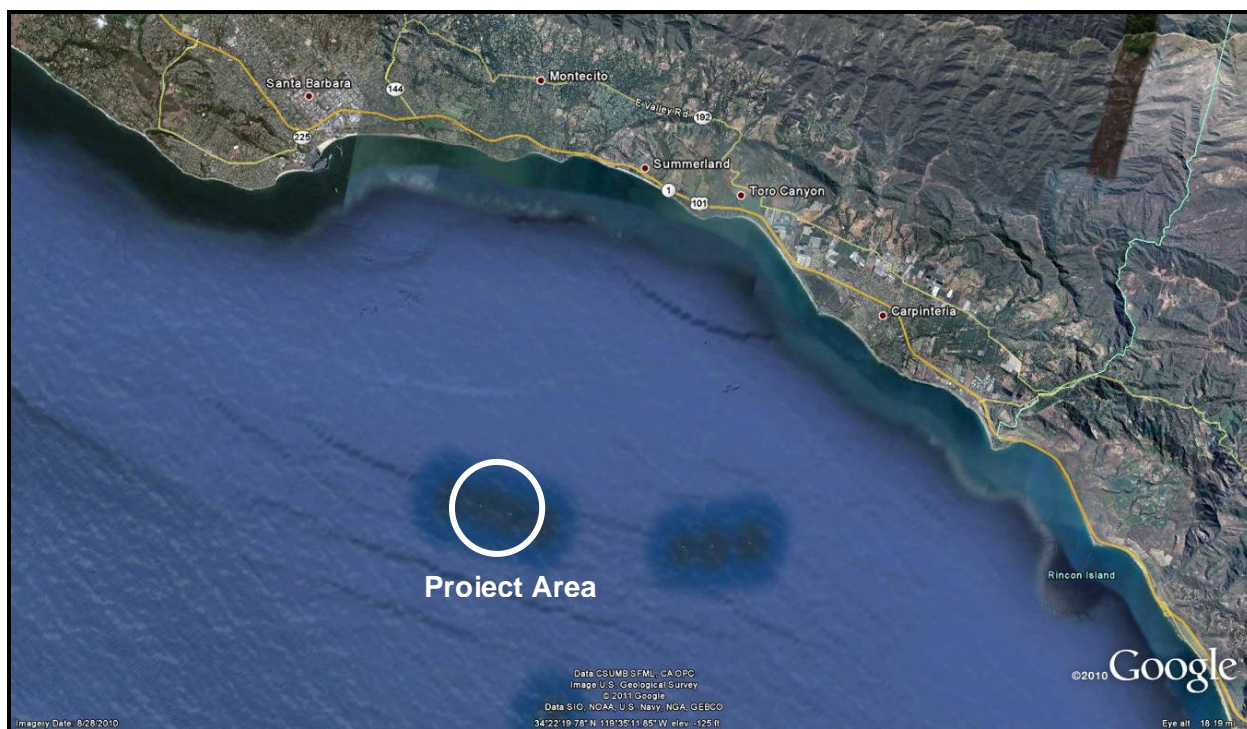 Santa Barbara
Montecito
144
E Valley Rd
192
225
Summerland
Toro Canyon
1
101
Carpinteria
Project Area
Rincon Island
Data CSUMB SFML, CA OPC
Image U.S. Geological Survey
© 2011 Google
Data SIO, NOAA, U.S. Navy, NGA, GEBCO
©2010 Google
Imagery Date: 8/28/2010
34°22'19.78" N 119°35'11.85" W elev -125 ft
Eye alt 18.19 mi